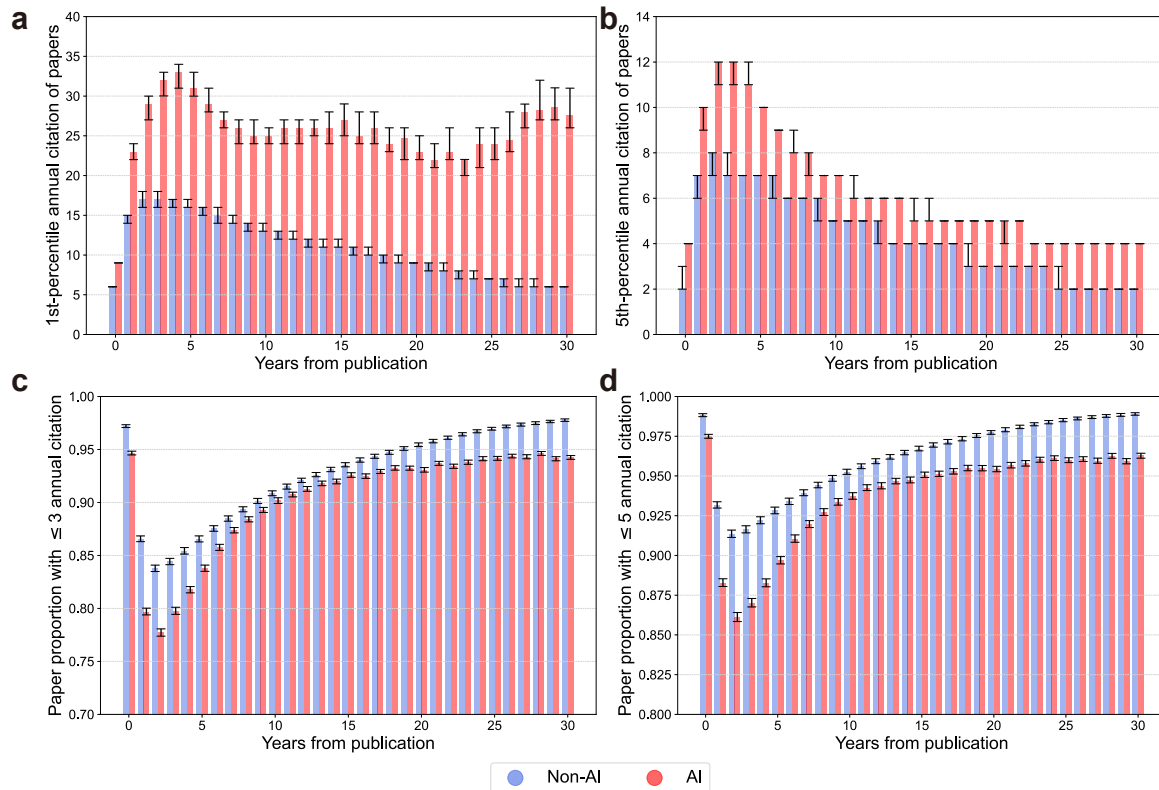 a
1st-percentile annual citation of papers
40
35
30
25
20
15
10
5
0
0 5 10 15 20 25 30
Years from publication
b
5th-percentile annual citation of papers
14
12
10
8
6
4
2
0
0 5 10 15 20 25 30
Years from publication
c
Paper proportion with ≤ 3 annual citation
1.00
0.95
0.90
0.85
0.80
0.75
0.70
0 5 10 15 20 25 30
Years from publication
d
Paper proportion with ≤ 5 annual citation
1.000
0.975
0.950
0.925
0.900
0.875
0.850
0.825
0.800
0 5 10 15 20 25 30
Years from publication
Non-AI AI